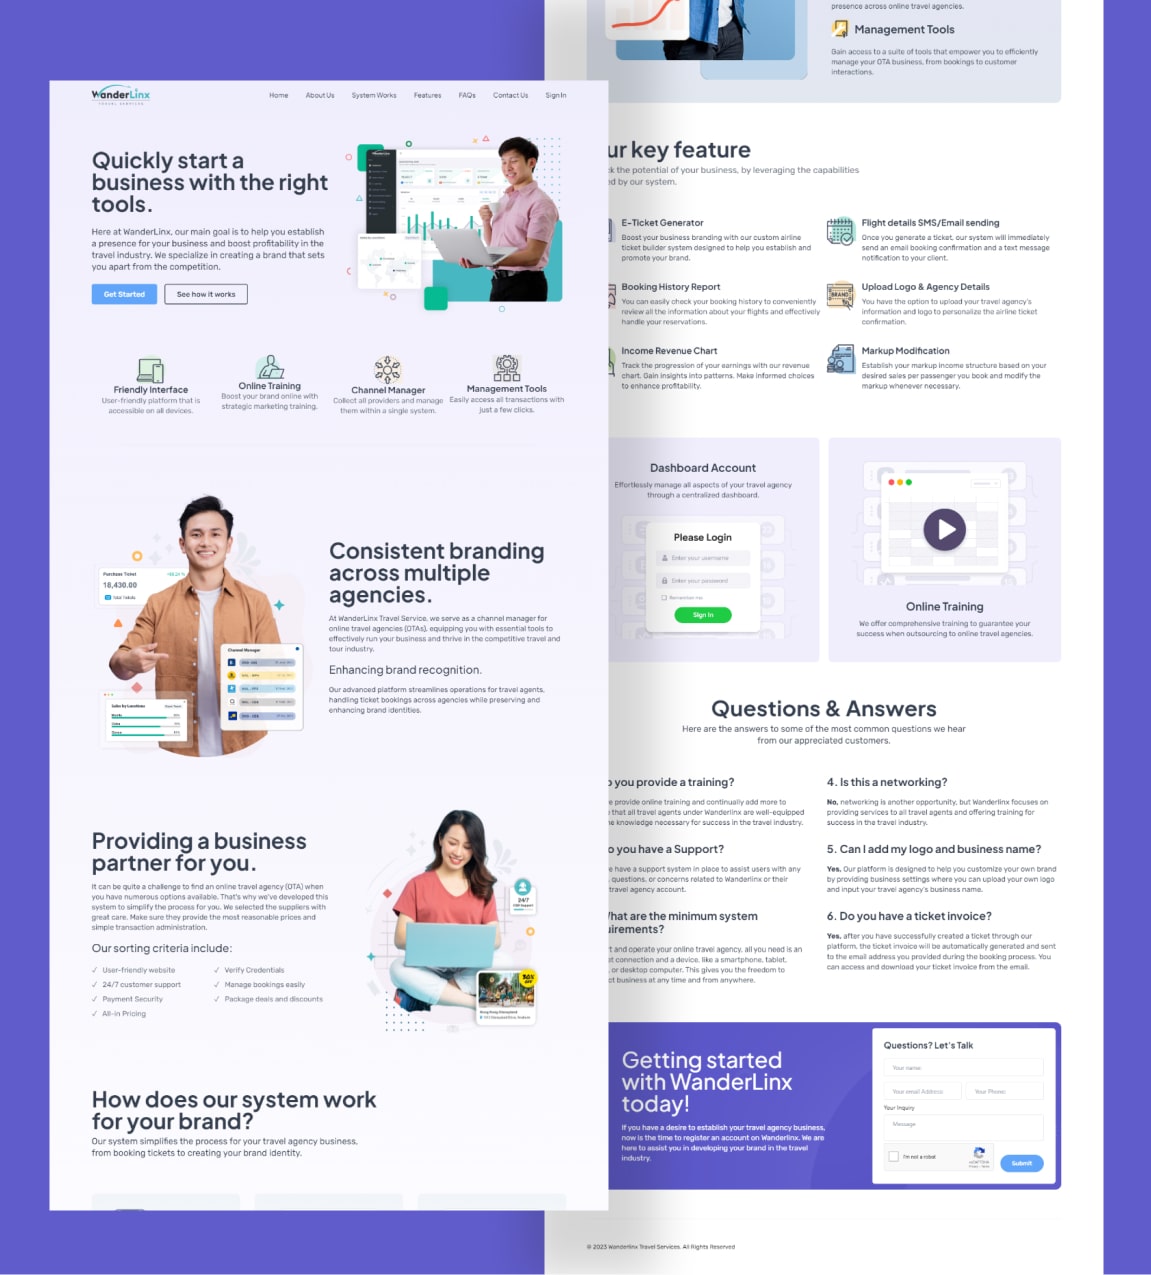 WanderLinx
TRAVEL SERVICES
Home
About Us
System Works
Features
FAQs
Contact Us
Sign In
Quickly start a
business with the right
tools.
Here at WanderLinx, our main goal is to help you establish
a presence for your business and boost profitability in the
travel industry. We specialize in creating a brand that sets
you apart from the competition.
Get Started
See how it works
Friendly Interface
User-friendly platform that is
accessible on all devices.
Online Training
Boost your brand online with
strategic marketing training.
Channel Manager
Collect all providers and manage
them within a single system.
Management Tools
Easily access all transactions with
just a few clicks.
Purchase Ticket
18,430.00
Total Tickets
Channel Manager
Sales by Locations
Consistent branding
across multiple
agencies.
At WanderLinx Travel Service, we serve as a channel manager for
online travel agencies (OTAs), equipping you with essential tools to
effectively run your business and thrive in the competitive travel and
tour industry.
Enhancing brand recognition.
Our advanced platform streamlines operations for travel agents,
handling ticket bookings across agencies while preserving and
enhancing brand identities.
Providing a business
partner for you.
It can be quite a challenge to find an online travel agency (OTA) when
you have numerous options available. That's why we've developed this
system to simplify the process for you. We selected the suppliers with
great care. Make sure they provide the most reasonable prices and
simple transaction administration.
Our sorting criteria include:
✓ User-friendly website
✓ 24/7 customer support
✓ Payment Security
✓ All-in Pricing
✓ Verify Credentials
✓ Manage bookings easily
✓ Package deals and discounts
24/7
How does our system work
for your brand?
Our system simplifies the process for your travel agency business,
from booking tickets to creating your brand identity.
presence across online travel agencies.
Management Tools
Gain access to a suite of tools that empower you to efficiently
manage your OTA business, from bookings to customer
interactions.
ur key feature
ck the potential of your business, by leveraging the capabilities
ed by our system.
E-Ticket Generator
Boost your business branding with our custom airline
ticket builder system designed to help you establish and
promote your brand.
Flight details SMS/Email sending
Once you generate a ticket, our system will immediately
send an email booking confirmation and a text message
notification to your client.
Booking History Report
You can easily check your booking history to conveniently
review all the information about your flights and effectively
handle your reservations.
BRAND
Upload Logo & Agency Details
You have the option to upload your travel agency's
information and logo to personalize the airline ticket
confirmation.
Income Revenue Chart
Track the progression of your earnings with our revenue
chart. Gain insights into patterns. Make informed choices
to enhance profitability.
Markup Modification
Establish your markup income structure based on your
desired sales per passenger you book and modify the
markup whenever necessary.
Dashboard Account
Effortlessly manage all aspects of your travel agency
through a centralized dashboard.
Please Login
Enter your username
Enter your password
Remember me
Sign In
Online Training
We offer comprehensive training to guarantee your
success when outsourcing to online travel agencies.
Questions & Answers
Here are the answers to some of the most common questions we hear
from our appreciated customers.
o you provide a training?
e provide online training and continually add more to
that all travel agents under Wanderlinx are well-equipped
he knowledge necessary for success in the travel industry.
4. Is this a networking?
No, networking is another opportunity, but Wanderlinx focuses on
providing services to all travel agents and offering training for
success in the travel industry.
o you have a Support?
e have a support system in place to assist users with any
questions, or concerns related to Wanderlinx or their
travel agency account.
5. Can I add my logo and business name?
Yes, Our platform is designed to help you customize your own brand
by providing business settings where you can upload your own logo
and input your travel agency's business name.
hat are the minimum system
uirements?
t and operate your online travel agency, all you need is an
et connection and a device, like a smartphone, tablet,
, or desktop computer. This gives you the freedom to
ct business at any time and from anywhere.
6. Do you have a ticket invoice?
Yes, after you have successfully created a ticket through our
platform, the ticket invoice will be automatically generated and sent
to the email address you provided during the booking process. You
can access and download your ticket invoice from the email.
Getting started
with WanderLinx
today!
If you have a desire to establish your travel agency business,
now is the time to register an account on Wanderlinx. We are
here to assist you in developing your brand in the travel
industry.
Questions? Let's Talk
Your name:
Your email Address
Your Phone:
Your Inquiry
Message
I'm not a robot
reCAPTCHA
Submit
© 2023 Wanderlinx Travel Services. All Rights Reserved